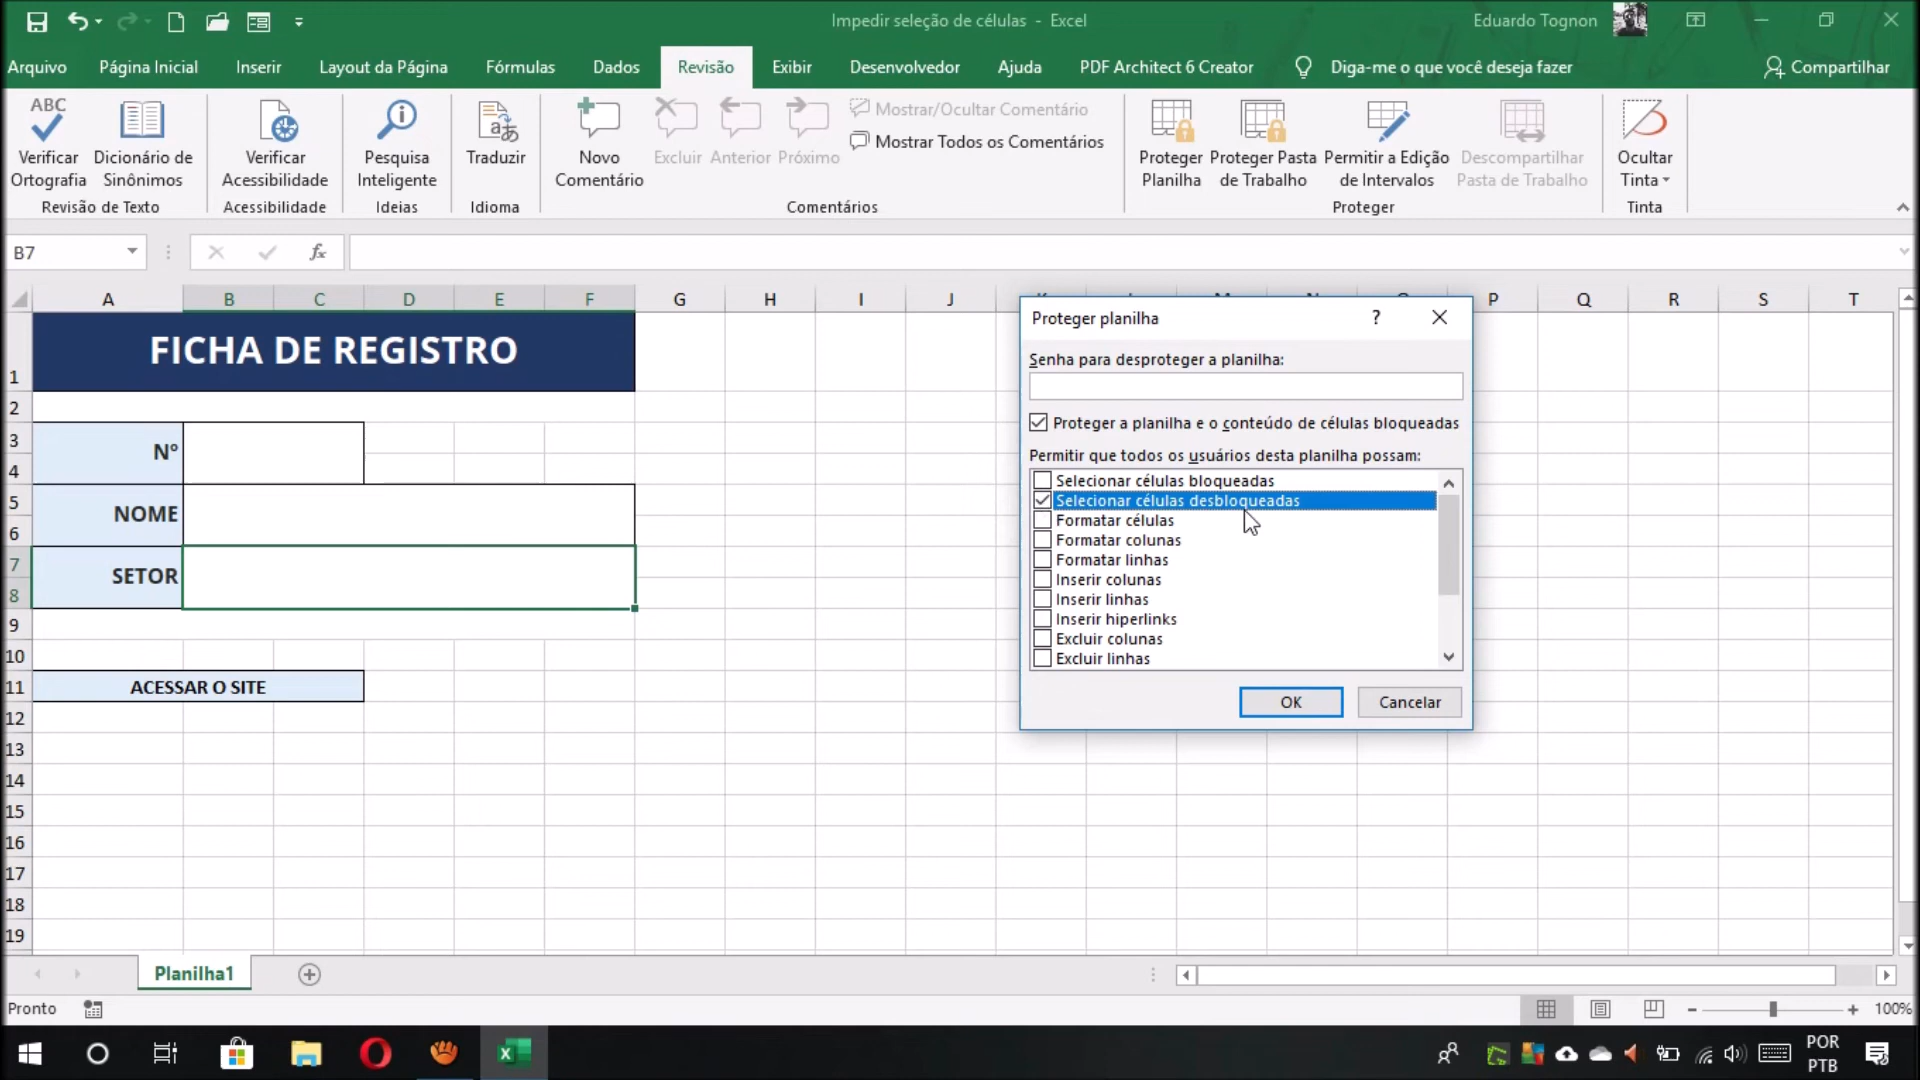 Impedir seleção de células - Excel
Eduardo Tognon
Arquivo
Página Inicial
Inserir
Layout da Página
Fórmulas
Dados
Revisão
Exibir
Desenvolvedor
Ajuda
PDF Architect 6 Creator
Diga-me o que você deseja fazer
Compartilhar
ABC
Verificar
Ortografia
Dicionário de
Sinônimos
Verificar
Acessibilidade
Pesquisa
Inteligente
Traduzir
Novo
Comentário
Excluir
Anterior
Próximo
Mostrar/Ocultar Comentário
Mostrar Todos os Comentários
Proteger
Planilha
Proteger Pasta
de Trabalho
Permitir a Edição
de Intervalos
Descompartilhar
Pasta de Trabalho
Ocultar
Tinta
Revisão de Texto
Acessibilidade
Ideias
Idioma
Comentários
Proteger
Tinta
B7
fx
A B C D E F G H I J P Q R S T
1
FICHA DE REGISTRO
2
3
4
Nº
5
6
NOME
7
8
SETOR
9
10
11
ACESSAR O SITE
12
13
14
15
16
17
18
19
Proteger planilha
?
Senha para desproteger a planilha:
Proteger a planilha e o conteúdo de células bloqueadas
Permitir que todos os usuários desta planilha possam:
Selecionar células bloqueadas
Selecionar células desbloqueadas
Formatar células
Formatar colunas
Formatar linhas
Inserir colunas
Inserir linhas
Inserir hiperlinks
Excluir colunas
Excluir linhas
OK
Cancelar
Planilha1
Pronto
100%
POR
PTB